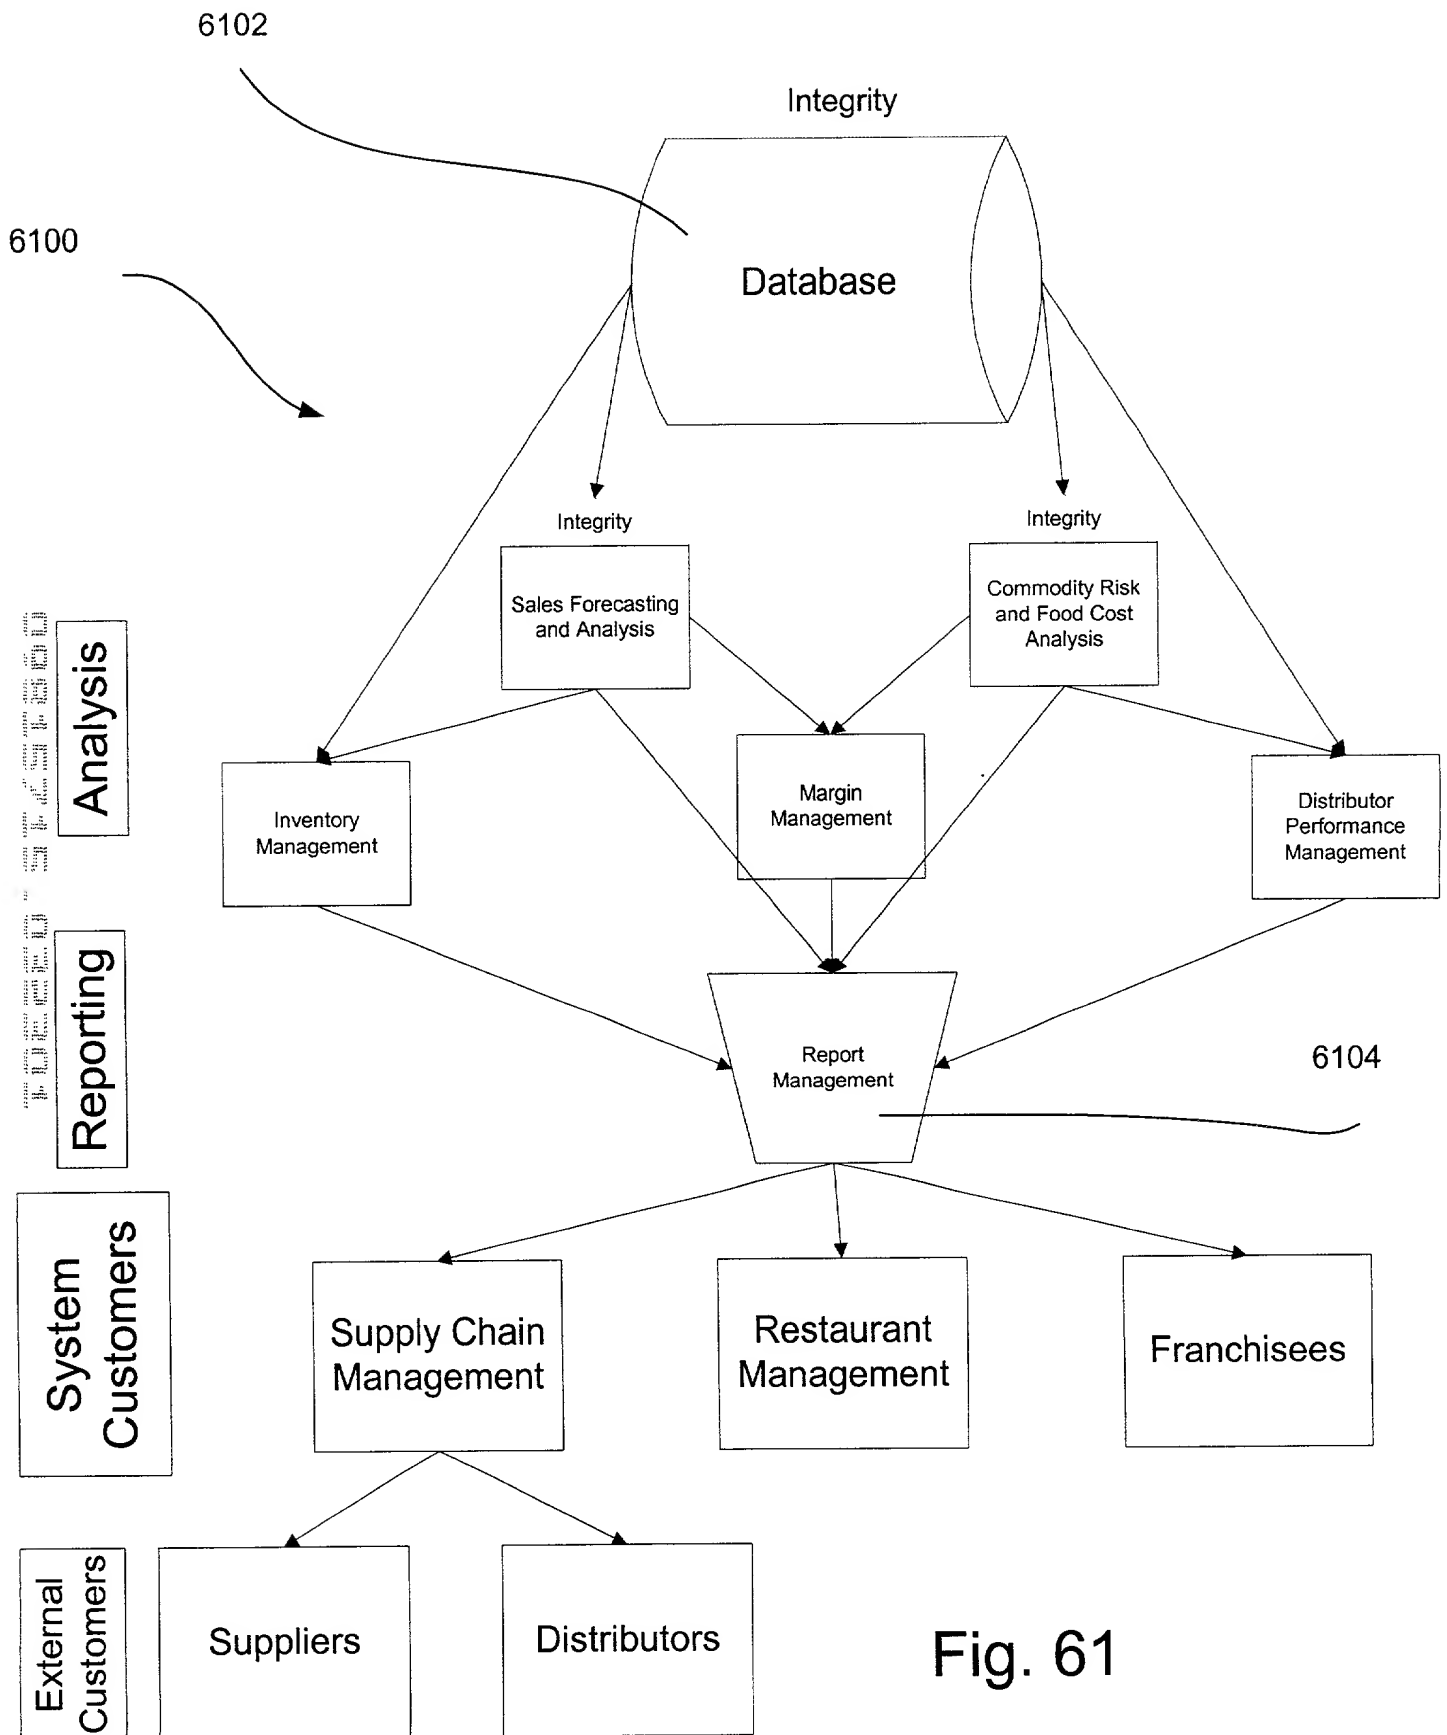 6102
Integrity
6100
Database
Integrity
Integrity
Sales Forecasting
and Analysis
Commodity Risk
and Food Cost
Analysis
Analysis
Inventory
Management
Margin
Management
Distributor
Performance
Management
Reporting
Report
Management
6104
System
Customers
Supply Chain
Management
Restaurant
Management
Franchisees
External
Customers
Suppliers
Distributors
Fig. 61